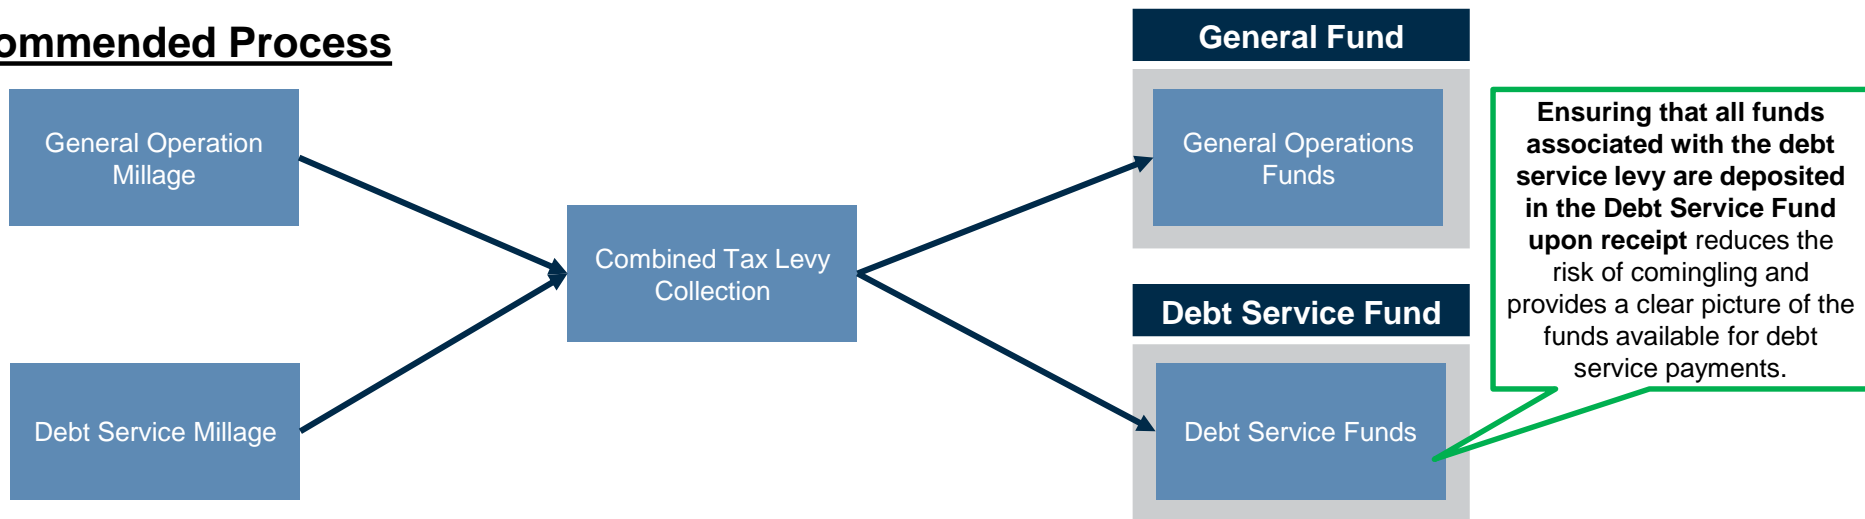 ommended Process
General Operation
Millage
Debt Service Millage
Combined Tax Levy
Collection
General Fund
General Operations
Funds
Debt Service Fund
Debt Service Funds
Ensuring that all funds
associated with the debt
service levy are deposited
in the Debt Service Fund
upon receipt reduces the
risk of comingling and
provides a clear picture of the
funds available for debt
service payments.